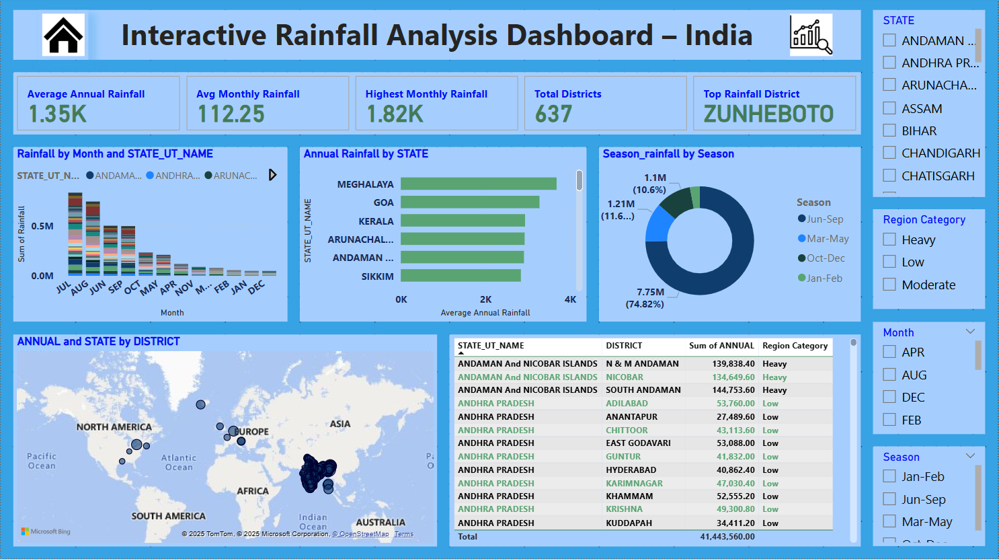 Interactive Rainfall Analysis Dashboard – India
Average Annual Rainfall
1.35K
Avg Monthly Rainfall
112.25
Highest Monthly Rainfall
1.82K
Total Districts
637
Top Rainfall District
ZUNHEBOTO
Rainfall by Month and STATE_UT_NAME
STATE_UT_N... ANDAMA... ANDHRA... ARUNAC...
Sum of Rainfall
0.5M
0.0M
JUL AUG JUN SEP OCT MAY APR NOV M... FEB JAN DEC
Month
Annual Rainfall by STATE
STATE_UT_NAME
MEGHALAYA
GOA
KERALA
ARUNACHAL...
ANDAMAN ...
SIKKIM
0K 2K 4K
Average Annual Rainfall
Season_rainfall by Season
1.1M
(10.6%)
1.21M
(11.6...)
7.75M
(74.82%)
Season
Jun-Sep
Mar-May
Oct-Dec
Jan-Feb
ANNUAL and STATE by DISTRICT
NORTH AMERICA
EUROPE
ASIA
Pacific
Ocean
Atlantic
Ocean
AFRICA
SOUTH AMERICA
Indian
Ocean
AUSTRALIA
Pa
O
Microsoft Bing
© 2025 TomTom, © 2025 Microsoft Corporation, © OpenStreetMap Terms
STATE_UT_NAME DISTRICT Sum of ANNUAL Region Category
ANDAMAN And NICOBAR ISLANDS N & M ANDAMAN 139,838.40 Heavy
ANDAMAN And NICOBAR ISLANDS NICOBAR 134,649.60 Heavy
ANDAMAN And NICOBAR ISLANDS SOUTH ANDAMAN 144,753.60 Heavy
ANDHRA PRADESH ADILABAD 53,760.00 Low
ANDHRA PRADESH ANANTAPUR 27,489.60 Low
ANDHRA PRADESH CHITTOOR 43,113.60 Low
ANDHRA PRADESH EAST GODAVARI 53,088.00 Low
ANDHRA PRADESH GUNTUR 41,832.00 Low
ANDHRA PRADESH HYDERABAD 40,862.40 Low
ANDHRA PRADESH KARIMNAGAR 47,030.40 Low
ANDHRA PRADESH KHAMMAM 52,555.20 Low
ANDHRA PRADESH KRISHNA 49,300.80 Low
ANDHRA PRADESH KUDDAPAH 34,411.20 Low
Total 41,443,560.00
STATE
ANDAMAN ...
ANDHRA PR...
ARUNACHA...
ASSAM
BIHAR
CHANDIGARH
CHATISGARH
Region Category
Heavy
Low
Moderate
Month
APR
AUG
DEC
FEB
Season
Jan-Feb
Jun-Sep
Mar-May
Oct-Dec